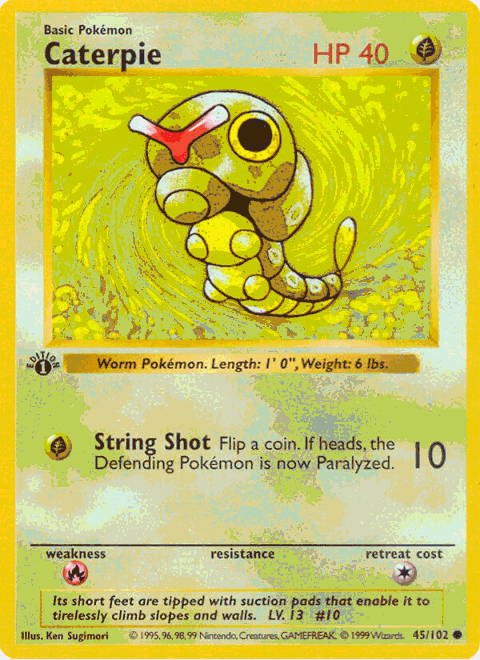 Basic Pokémon
Caterpie HP 40
EDITION
1
Worm Pokémon. Length: 1' 0", Weight: 6 lbs.
String Shot Flip a coin. If heads, the 10
Defending Pokémon is now Paralyzed.
weakness resistance retreat cost
Its short feet are tipped with suction pads that enable it to
tirelessly climb slopes and walls. LV. 13 #10
Illus. Ken Sugimori © 1995, 96, 98, 99 Nintendo, Creatures, GAMEFREAK. © 1999 Wizards. 45/102